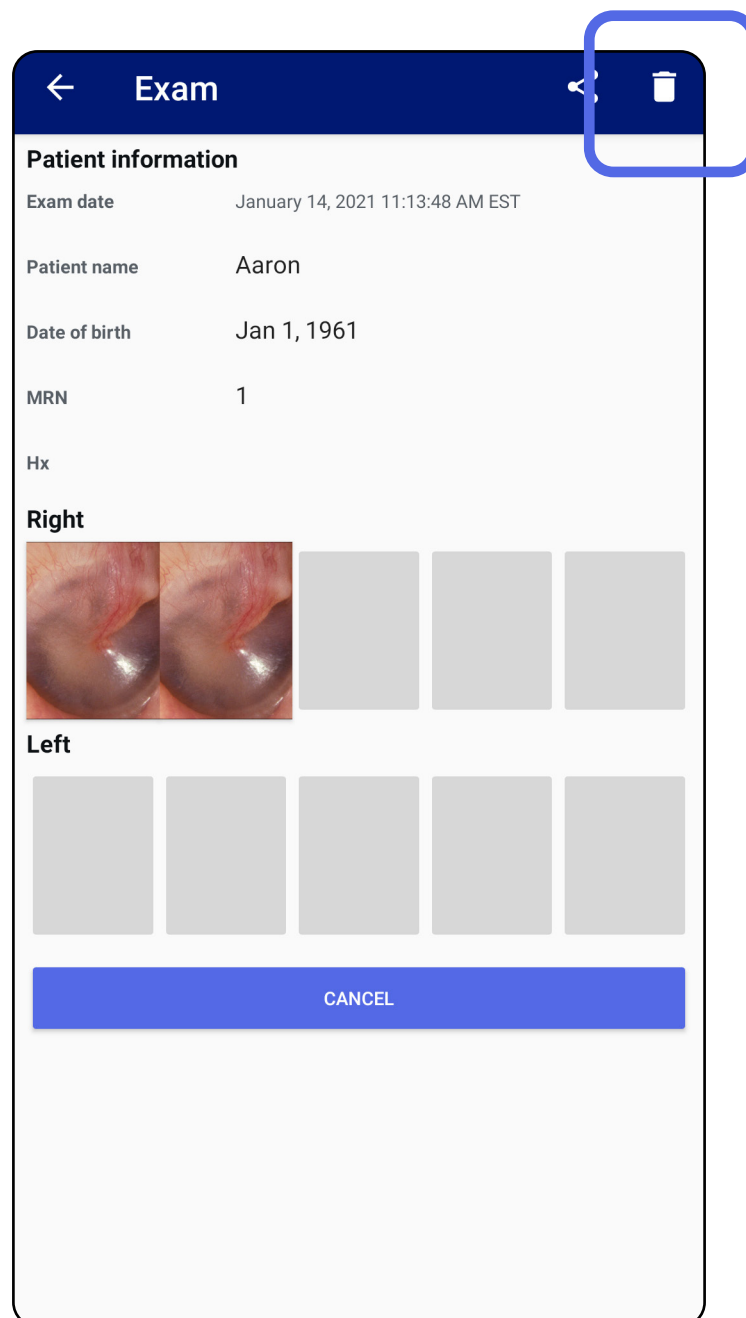 Exam
Patient information
Exam date January 14, 2021 11:13:48 AM EST
Patient name Aaron
Date of birth Jan 1, 1961
MRN 1
Hx
Right
Left
CANCEL